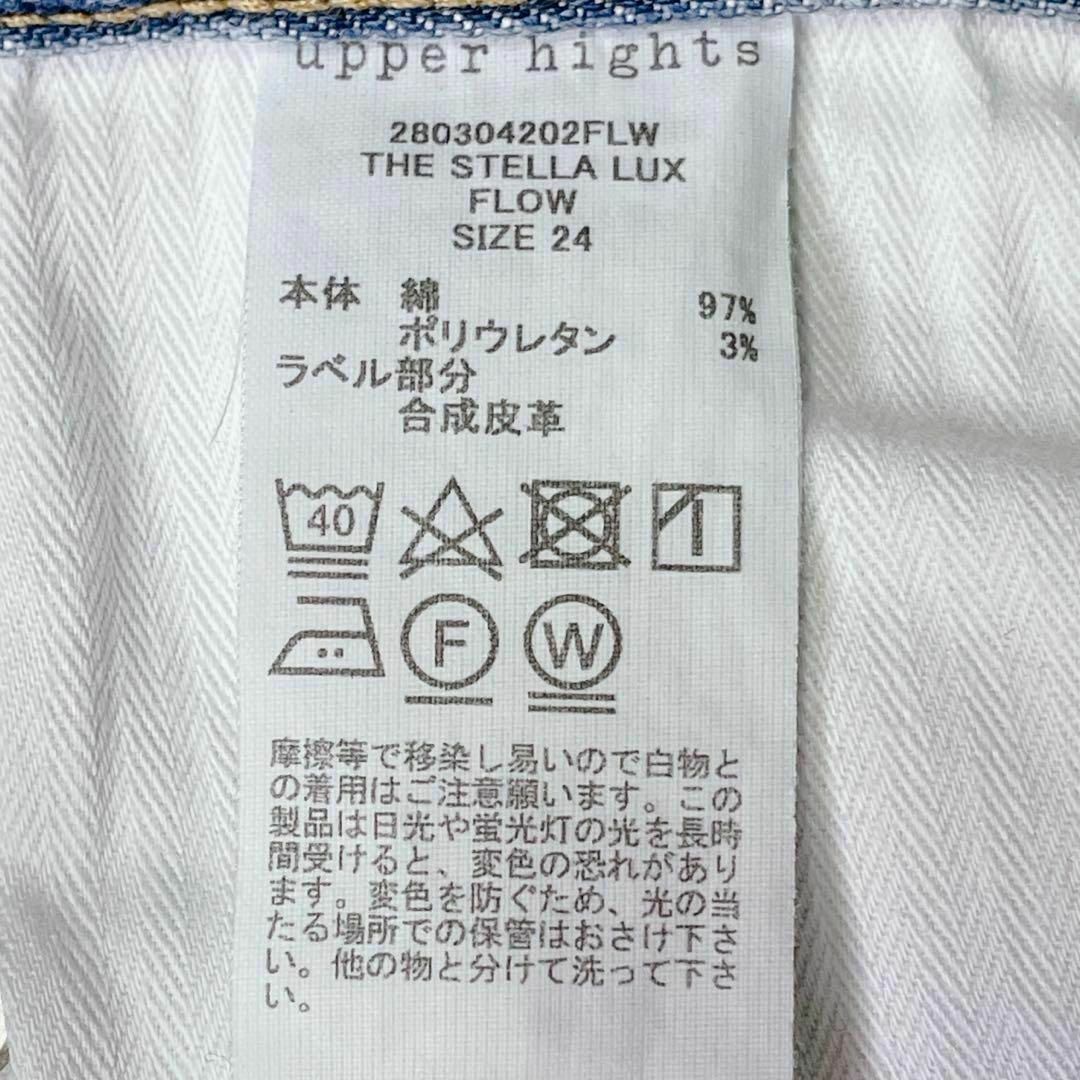 upper hights
280304202FLW
THE STELLA LUX
FLOW
SIZE 24
本体 綿 97%
ポリウレタン 3%
ラベル部分
合成皮革
40
F W
摩擦等で移染し易いので白物と
の着用はご注意願います。この
製品は日光や蛍光灯の光を長時
間受けると、変色の恐れがあり
ます。変色を防ぐため、光の当
たる場所での保管はおさけ下さ
い。他の物と分けて洗って下さ
い。